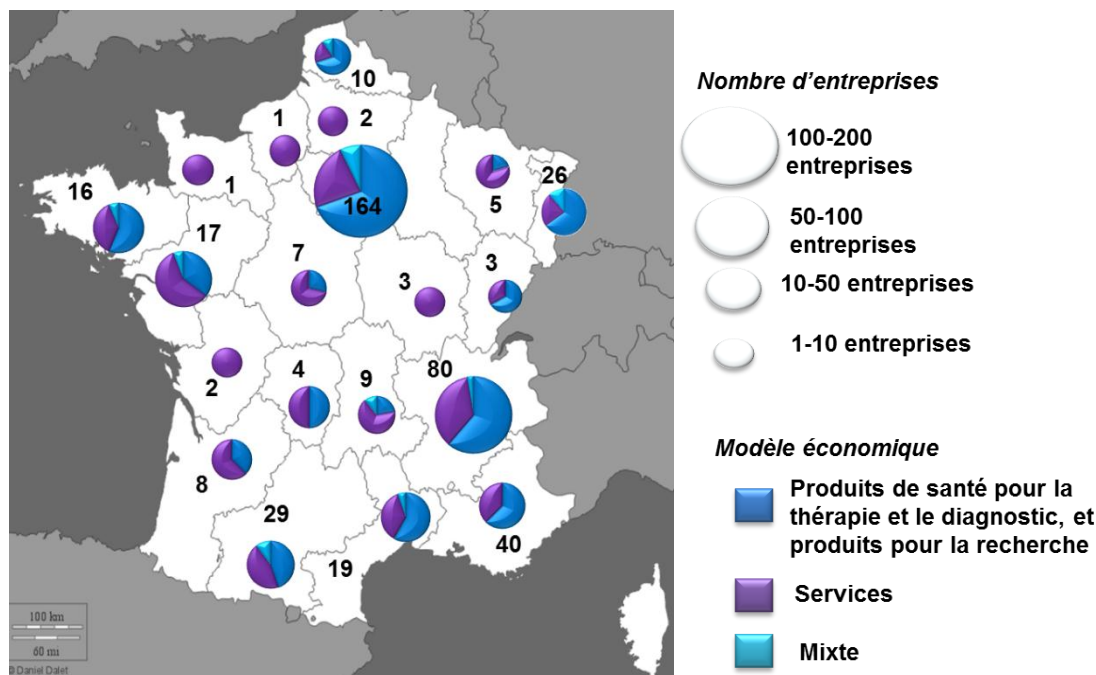 10
1
2
1
164
5
26
16
17
7
3
3
2
4
9
80
8
29
19
40
100 km
60 mi
© Daniel Dalet
Nombre d’entreprises
100-200
entreprises
50-100
entreprises
10-50 entreprises
1-10 entreprises
Modèle économique
Produits de santé pour la
thérapie et le diagnostic, et
produits pour la recherche
Services
Mixte